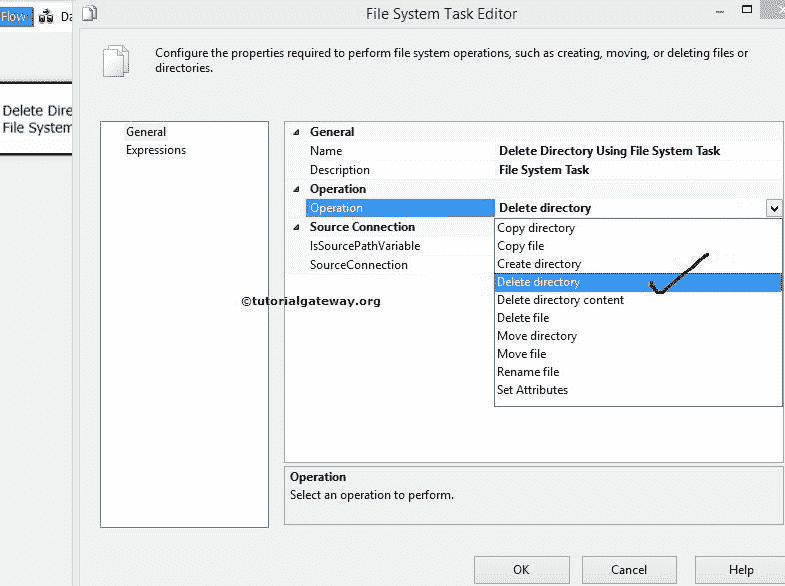 Flow
File System Task Editor
Configure the properties required to perform file system operations, such as creating, moving, or deleting files or
directories.
Delete Dire
File System
General
Expressions
General
Name Delete Directory Using File System Task
Description File System Task
Operation
Operation Delete directory
Source Connection
IsSourcePathVariable
SourceConnection
Copy directory
Copy file
Create directory
Delete directory
Delete directory content
Delete file
Move directory
Move file
Rename file
Set Attributes
©tutorialgateway.org
Operation
Select an operation to perform.
OK Cancel Help